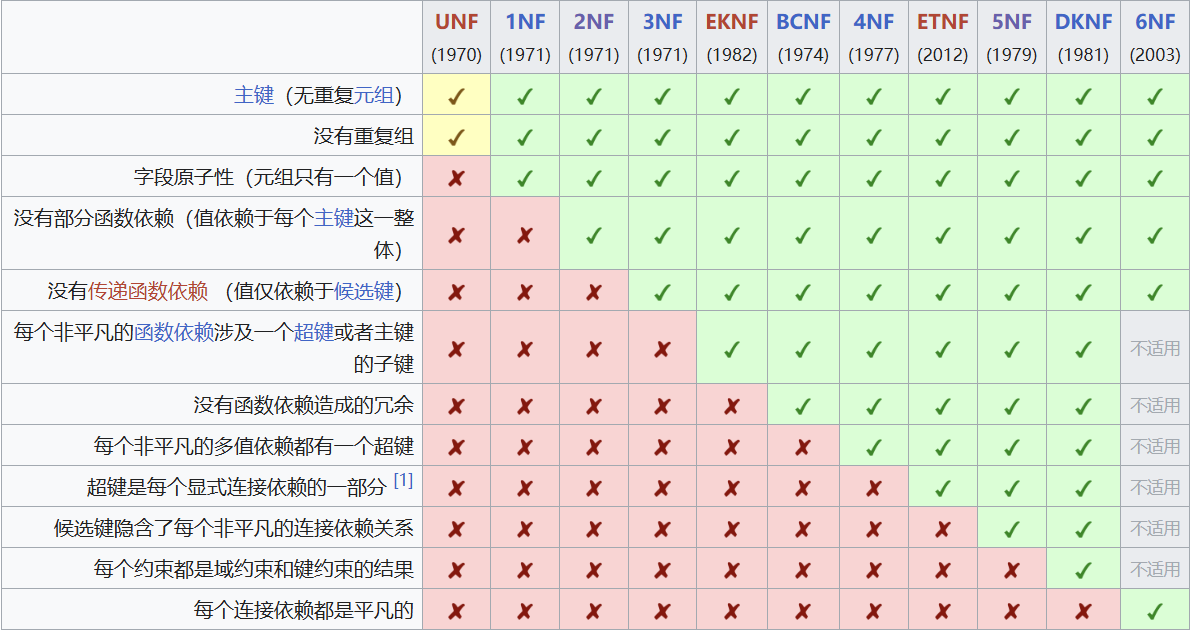 UNF 1NF 2NF 3NF EKNF BCNF 4NF ETNF 5NF DKNF 6NF
(1970) (1971) (1971) (1971) (1982) (1974) (1977) (2012) (1979) (1981) (2003)
主键（无重复元组） ✓ ✓ ✓ ✓ ✓ ✓ ✓ ✓ ✓ ✓ ✓
没有重复组 ✓ ✓ ✓ ✓ ✓ ✓ ✓ ✓ ✓ ✓ ✓
字段原子性（元组只有一个值） ✗ ✓ ✓ ✓ ✓ ✓ ✓ ✓ ✓ ✓ ✓
没有部分函数依赖（值依赖于每个主键这一整
体） ✗ ✗ ✓ ✓ ✓ ✓ ✓ ✓ ✓ ✓ ✓
没有传递函数依赖 （值仅依赖于候选键） ✗ ✗ ✗ ✓ ✓ ✓ ✓ ✓ ✓ ✓ ✓
每个非平凡的函数依赖涉及一个超键或者主键
的子键 ✗ ✗ ✗ ✗ ✓ ✓ ✓ ✓ ✓ ✓ 不适用
没有函数依赖造成的冗余 ✗ ✗ ✗ ✗ ✗ ✓ ✓ ✓ ✓ ✓ 不适用
每个非平凡的多值依赖都有一个超键 ✗ ✗ ✗ ✗ ✗ ✗ ✓ ✓ ✓ ✓ 不适用
超键是每个显式连接依赖的一部分 [1] ✗ ✗ ✗ ✗ ✗ ✗ ✗ ✓ ✓ ✓ 不适用
候选键隐含了每个非平凡的连接依赖关系 ✗ ✗ ✗ ✗ ✗ ✗ ✗ ✗ ✓ ✓ 不适用
每个约束都是域约束和键约束的结果 ✗ ✗ ✗ ✗ ✗ ✗ ✗ ✗ ✗ ✓ 不适用
每个连接依赖都是平凡的 ✗ ✗ ✗ ✗ ✗ ✗ ✗ ✗ ✗ ✗ ✓